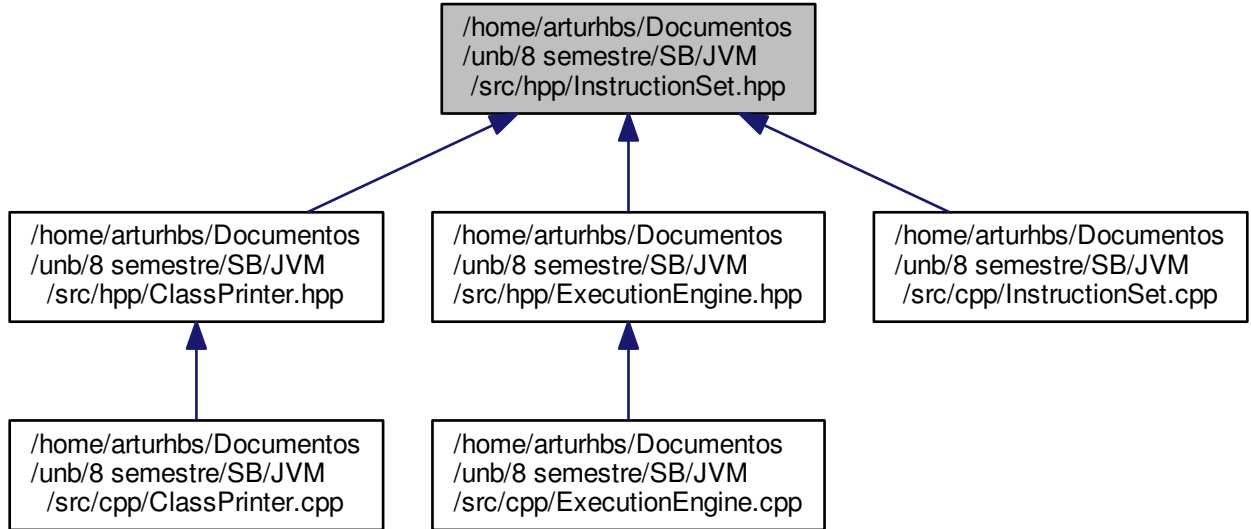 /home/arturhbs/Documentos
/unb/8 semestre/SB/JVM
/src/hpp/InstructionSet.hpp
/home/arturhbs/Documentos
/unb/8 semestre/SB/JVM
/src/hpp/ClassPrinter.hpp
/home/arturhbs/Documentos
/unb/8 semestre/SB/JVM
/src/hpp/ExecutionEngine.hpp
/home/arturhbs/Documentos
/unb/8 semestre/SB/JVM
/src/cpp/InstructionSet.cpp
/home/arturhbs/Documentos
/unb/8 semestre/SB/JVM
/src/cpp/ClassPrinter.cpp
/home/arturhbs/Documentos
/unb/8 semestre/SB/JVM
/src/cpp/ExecutionEngine.cpp